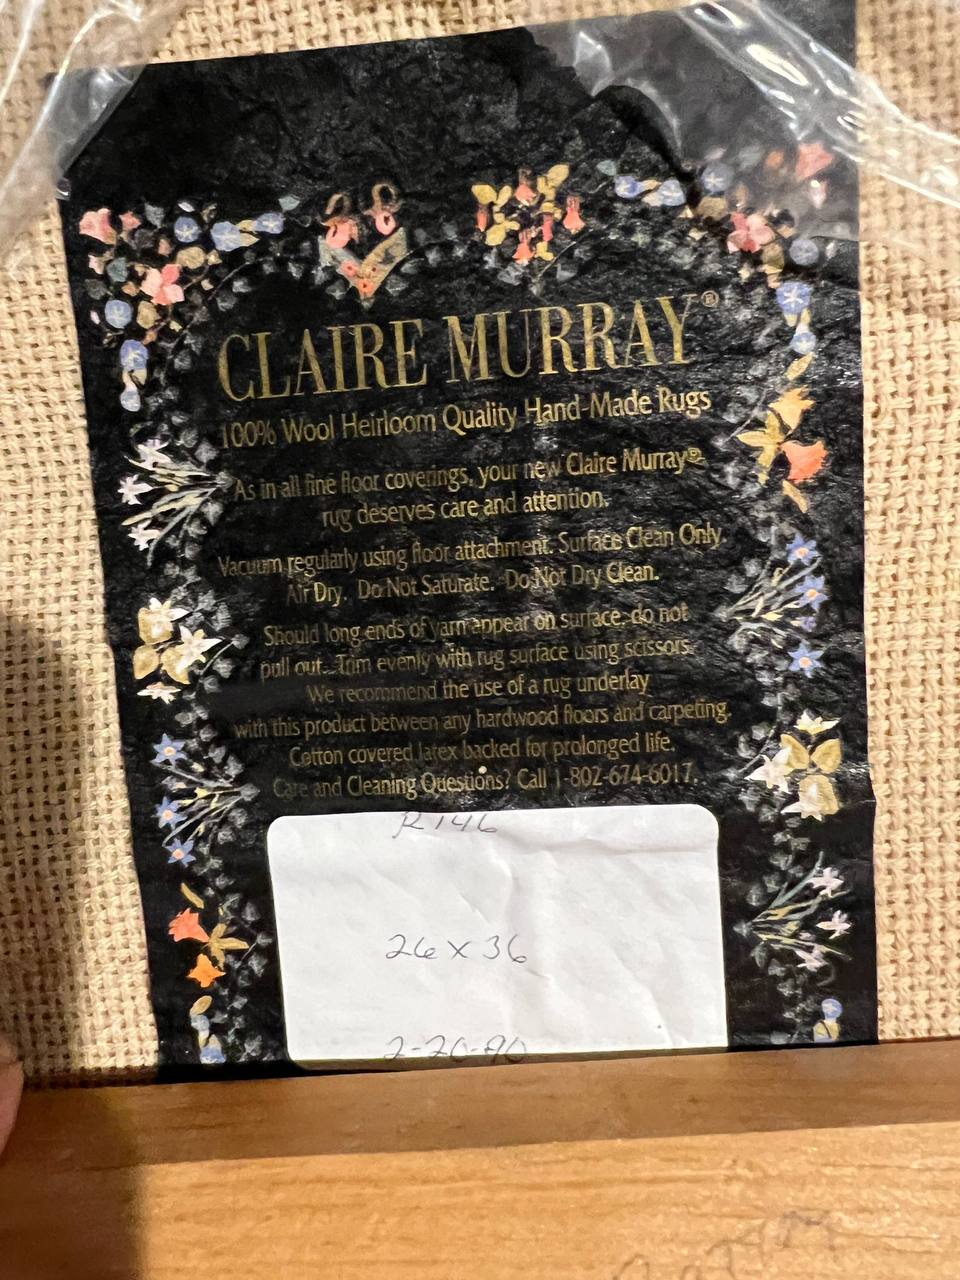 CLAIRE MURRAY®
100% Wool Heirloom Quality Hand-Made Rugs
As in all fine floor coverings, your new Claire Murray®
rug deserves care and attention.
Vacuum regularly using floor attachment. Surface Clean Only.
Air Dry. Do Not Saturate. Do Not Dry Clean.
Should long ends of yarn appear on surface, do not
pull out. Trim evenly with rug surface using scissors.
We recommend the use of a rug underlay
with this product between any hardwood floors and carpeting.
Cotton covered latex backed for prolonged life.
Care and Cleaning Questions? Call 1-802-674-6017.
R146
26 x 36
2-20-90